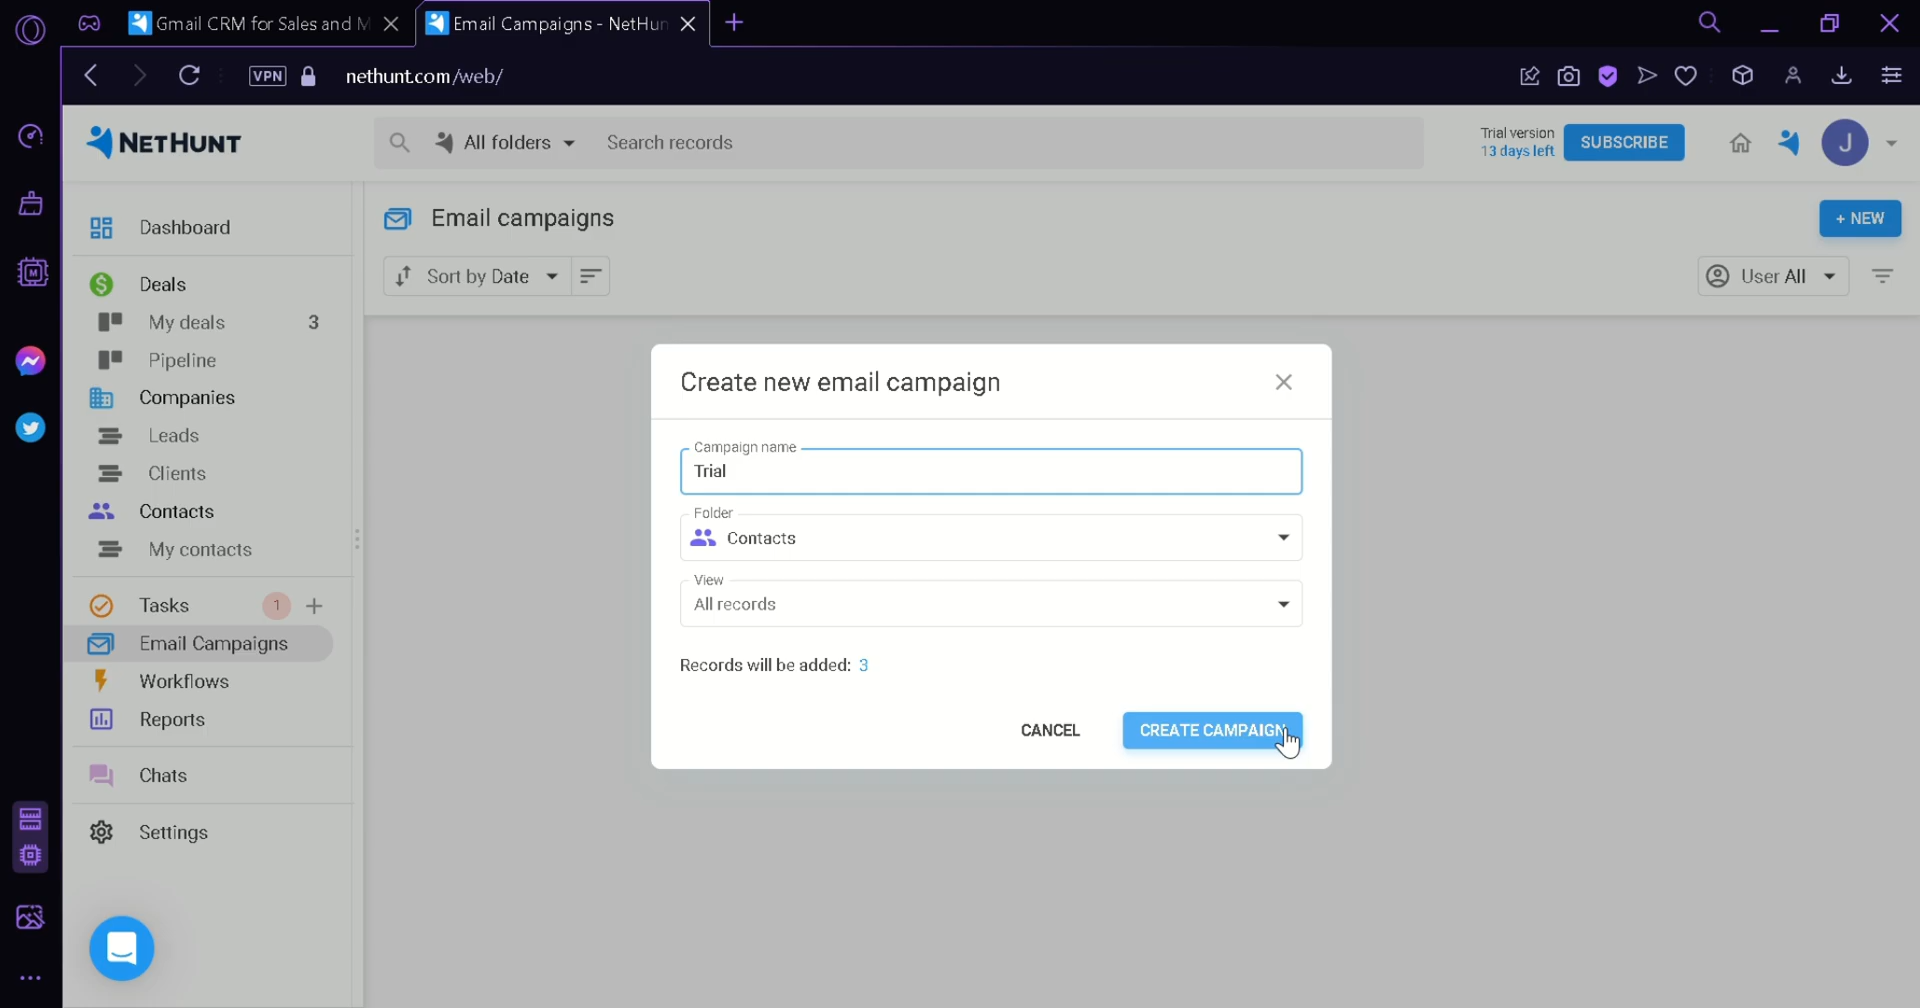 Gmail CRM for Sales and M
Email Campaigns - NetHun
VPN
nethunt.com/web/
NETHUNT
All folders
Search records
Trial version
13 days left
SUBSCRIBE
J
Dashboard
Deals
My deals 3
Pipeline
Companies
Leads
Clients
Contacts
My contacts
Tasks 1
Email Campaigns
Workflows
Reports
Chats
Settings
Email campaigns
+ NEW
Sort by Date
User All
Create new email campaign
Campaign name
Trial
Folder
Contacts
View
All records
Records will be added: 3
CANCEL
CREATE CAMPAIGN